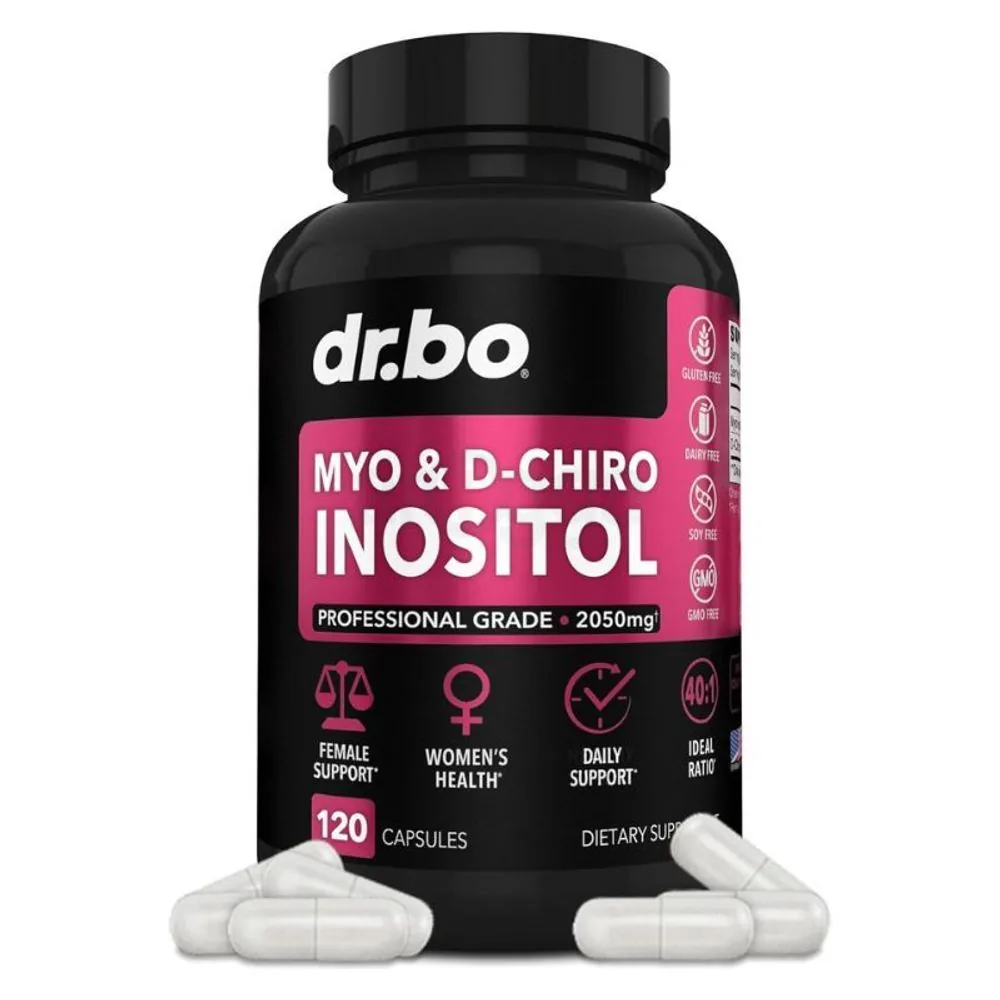 dr.bo®
MYO & D-CHIRO
INOSITOL
PROFESSIONAL GRADE • 2050mg†
FEMALE
SUPPORT*
WOMEN'S
HEALTH*
DAILY
SUPPORT*
40:1
IDEAL
RATIO*
120 CAPSULES
DIETARY
GLUTEN FREE
DAIRY FREE
SOY FREE
GMO
GMO FREE